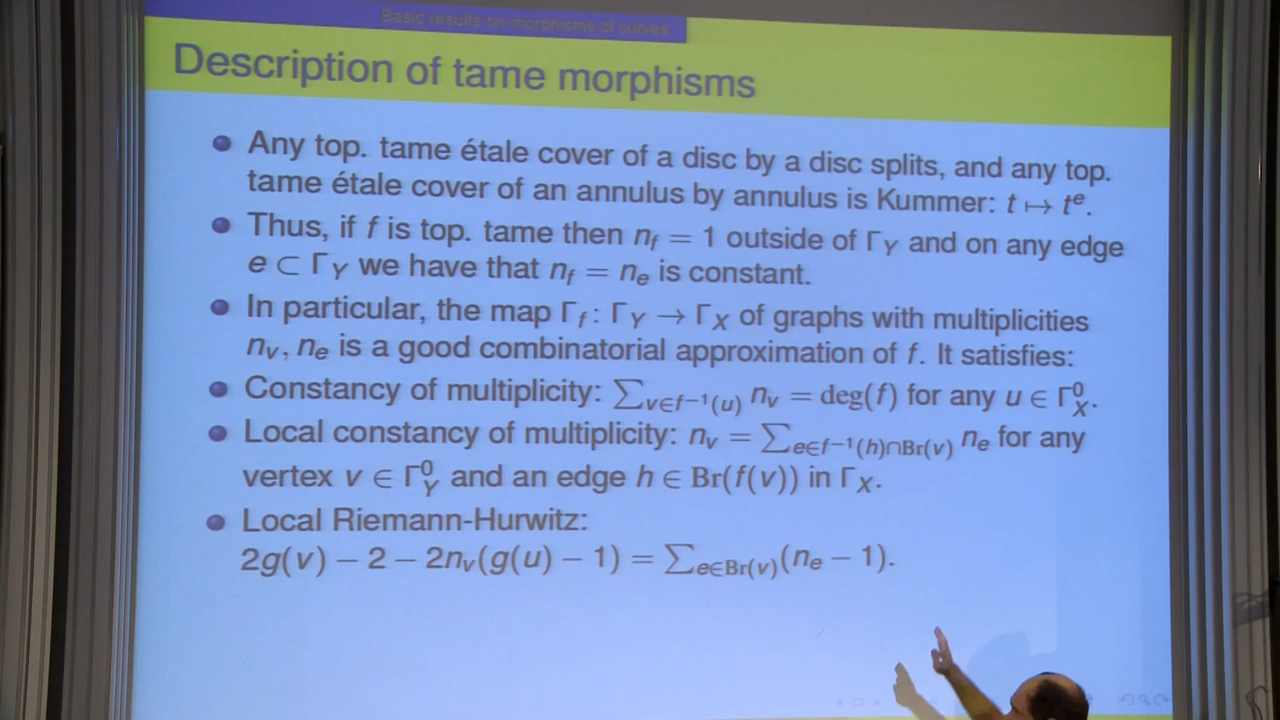 Basic results on morphisms of curves
Description of tame morphisms
Any top. tame étale cover of a disc by a disc splits, and any top.
tame étale cover of an annulus by annulus is Kummer: t ↦ tᵉ.
Thus, if f is top. tame then n_f = 1 outside of Γ_Y and on any edge
e ⊂ Γ_Y we have that n_f = n_e is constant.
In particular, the map Γ_f : Γ_Y → Γ_X of graphs with multiplicities
n_v, n_e is a good combinatorial approximation of f. It satisfies:
Constancy of multiplicity: ∑_{v∈f⁻¹(u)} n_v = deg(f) for any u ∈ Γ⁰_X.
Local constancy of multiplicity: n_v = ∑_{e∈f⁻¹(h)∩Br(v)} n_e for any
vertex v ∈ Γ⁰_Y and an edge h ∈ Br(f(v)) in Γ_X.
Local Riemann-Hurwitz:
2g(v) − 2 − 2n_v(g(u) − 1) = ∑_{e∈Br(v)}(n_e − 1).